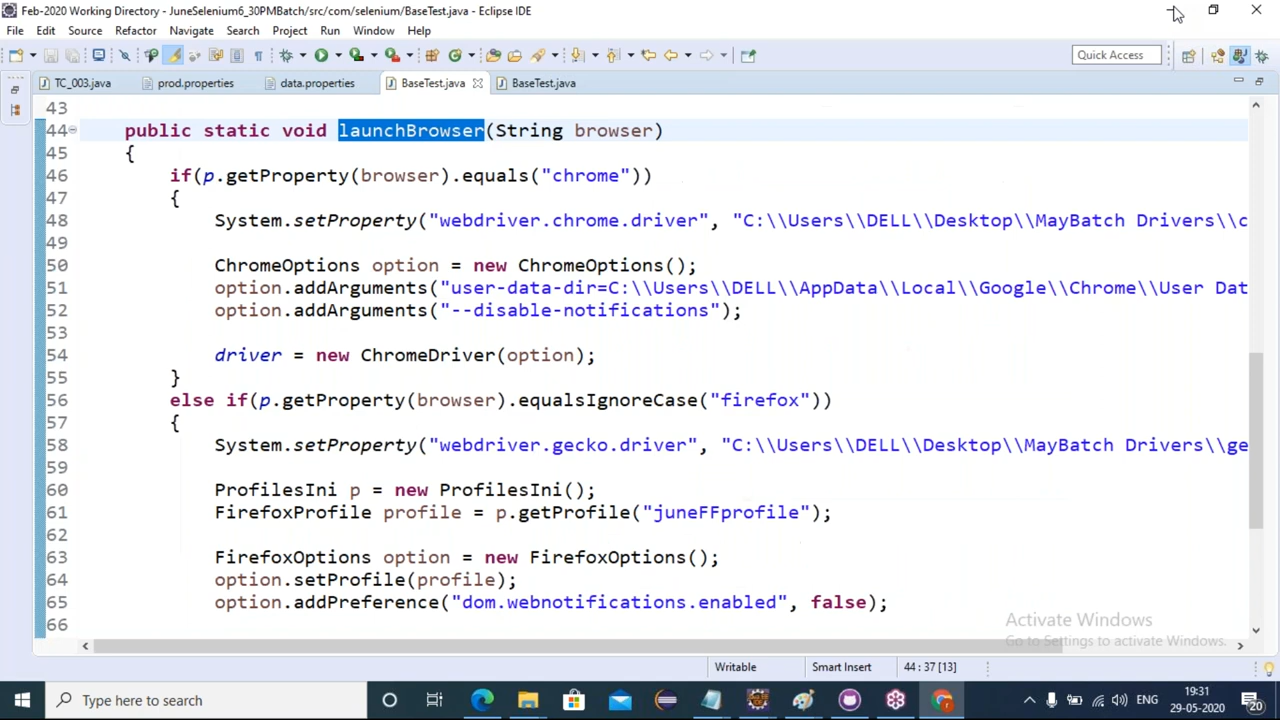 Feb-2020 Working Directory - JuneSelenium6_30PMBatch/src/com/selenium/BaseTest.java - Eclipse IDE
File Edit Source Refactor Navigate Search Project Run Window Help
Quick Access
TC_003.java prod.properties data.properties BaseTest.java BaseTest.java
43
44 public static void launchBrowser(String browser)
45 {
46 if(p.getProperty(browser).equals("chrome"))
47 {
48 System.setProperty("webdriver.chrome.driver", "C:\\Users\\DELL\\Desktop\\MayBatch Drivers\\c
49
50 ChromeOptions option = new ChromeOptions();
51 option.addArguments("user-data-dir=C:\\Users\\DELL\\AppData\\Local\\Google\\Chrome\\User Dat
52 option.addArguments("--disable-notifications");
53
54 driver = new ChromeDriver(option);
55 }
56 else if(p.getProperty(browser).equalsIgnoreCase("firefox"))
57 {
58 System.setProperty("webdriver.gecko.driver", "C:\\Users\\DELL\\Desktop\\MayBatch Drivers\\ge
59
60 ProfilesIni p = new ProfilesIni();
61 FirefoxProfile profile = p.getProfile("juneFFprofile");
62
63 FirefoxOptions option = new FirefoxOptions();
64 option.setProfile(profile);
65 option.addPreference("dom.webnotifications.enabled", false);
66
Activate Windows
Go to Settings to activate Windows.
Writable Smart Insert 44 : 37 [13]
Type here to search
ENG
19:31
29-05-2020
20